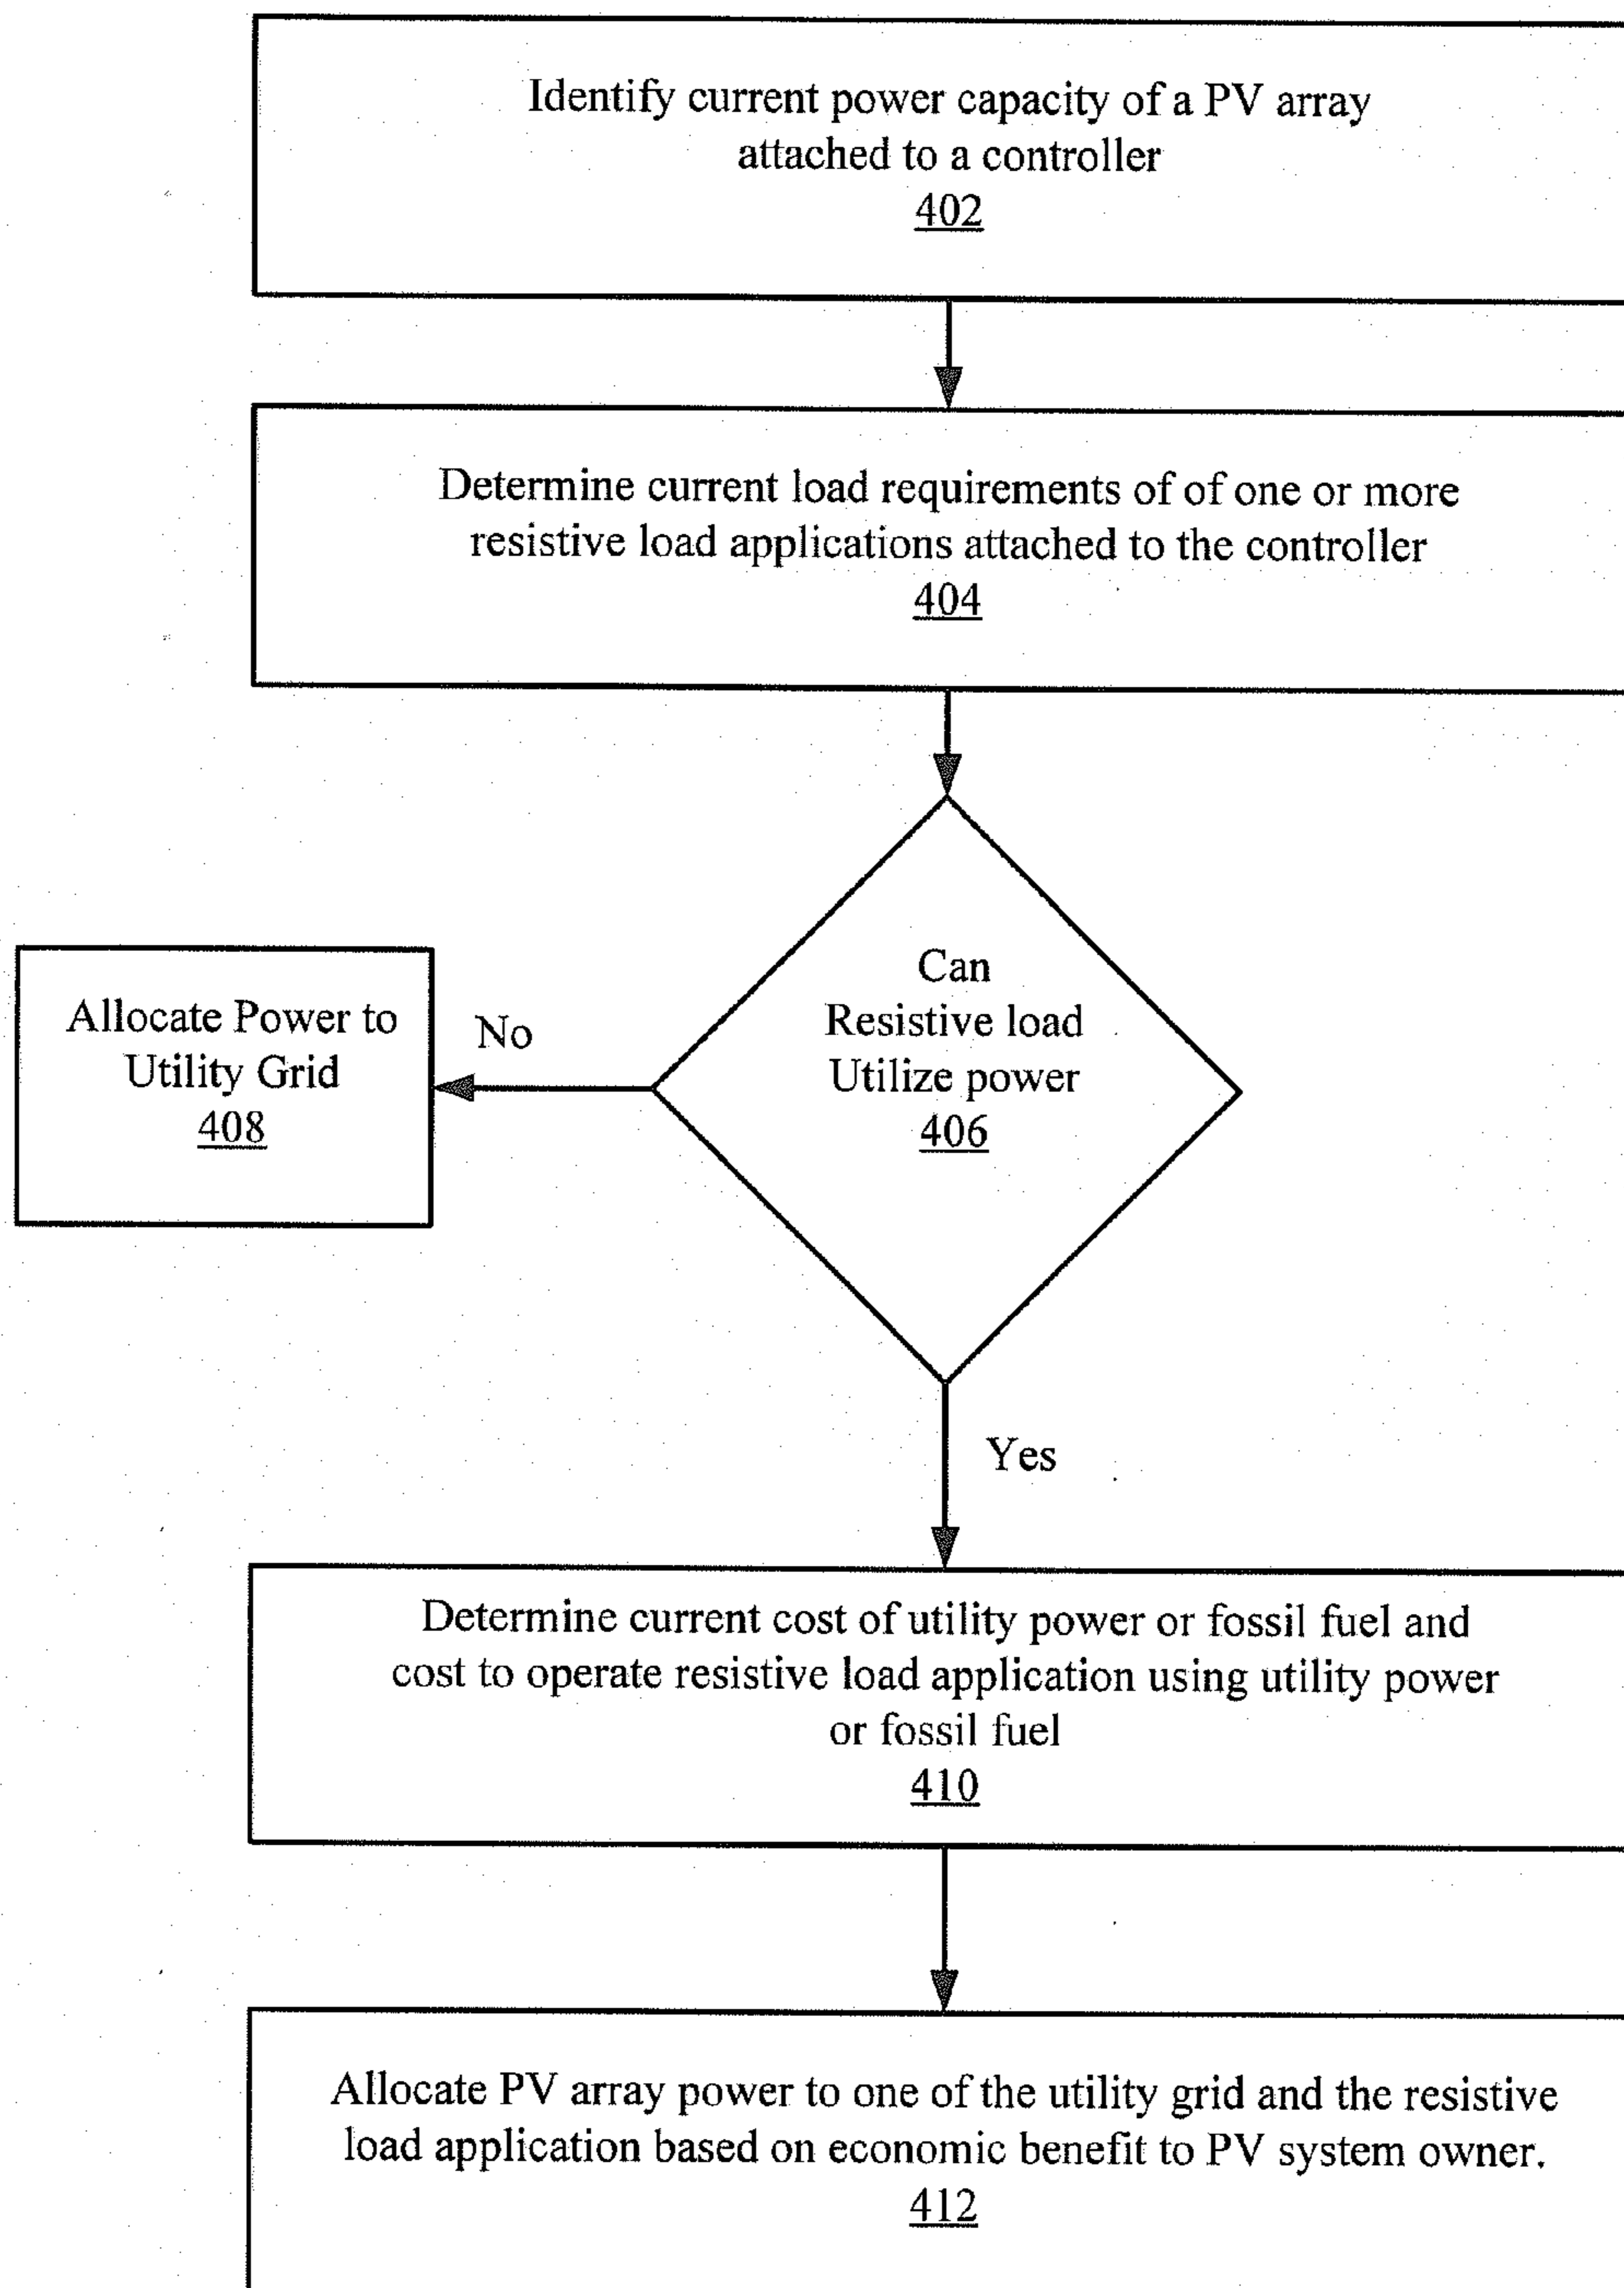 Identify current power capacity of a PV array
attached to a controller
402
Determine current load requirements of of one or more
resistive load applications attached to the controller
404
Can
Resistive load
Utilize power
406
No
Allocate Power to
Utility Grid
408
Yes
Determine current cost of utility power or fossil fuel and
cost to operate resistive load application using utility power
or fossil fuel
410
Allocate PV array power to one of the utility grid and the resistive
load application based on economic benefit to PV system owner.
412